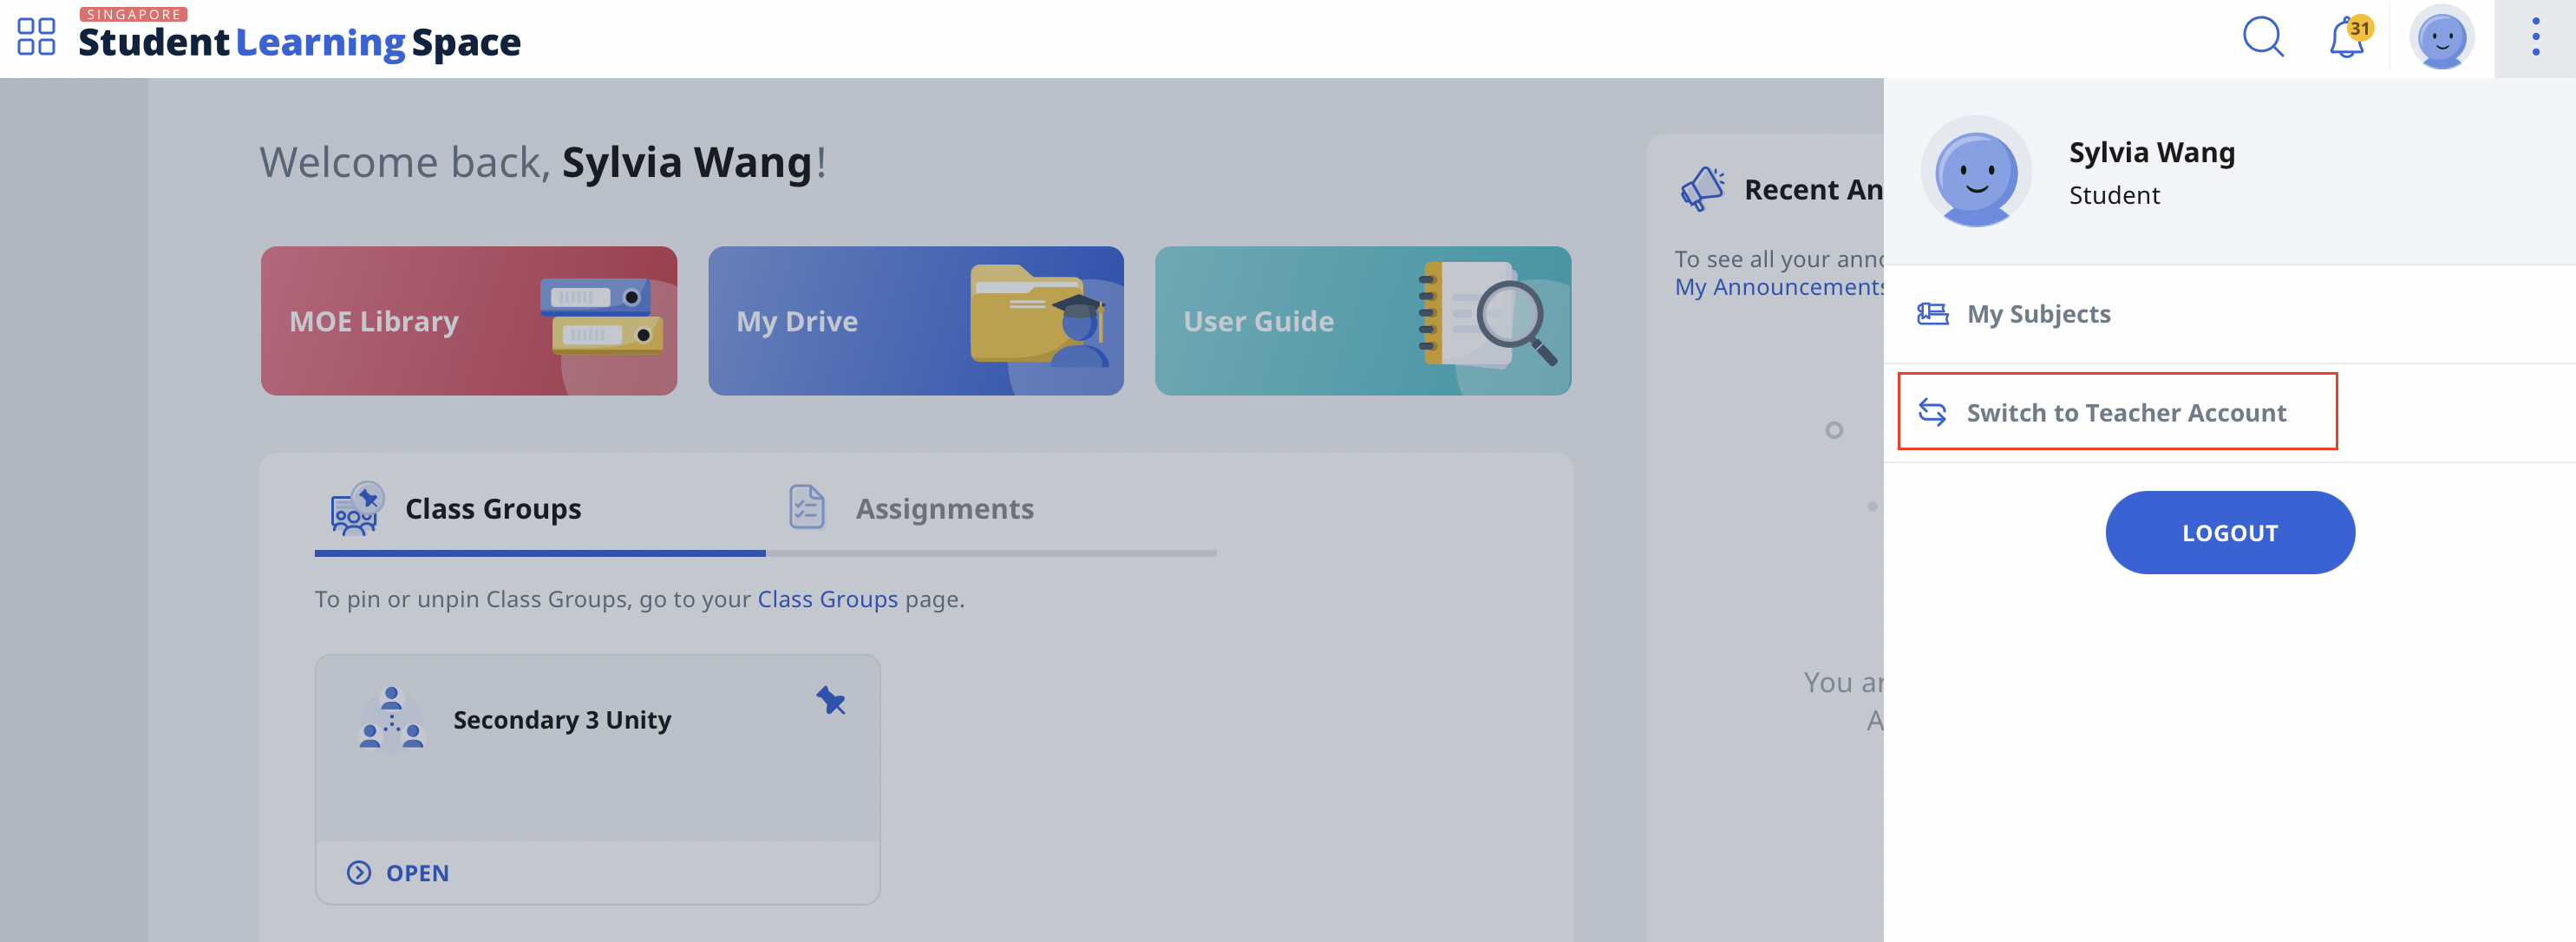 SINGAPORE
Student Learning Space
31
Welcome back, Sylvia Wang!
MOE Library
My Drive
User Guide
Class Groups
Assignments
To pin or unpin Class Groups, go to your Class Groups page.
Secondary 3 Unity
OPEN
Recent An
To see all your anno
My Announcements
You ar
A
Sylvia Wang
Student
My Subjects
Switch to Teacher Account
LOGOUT